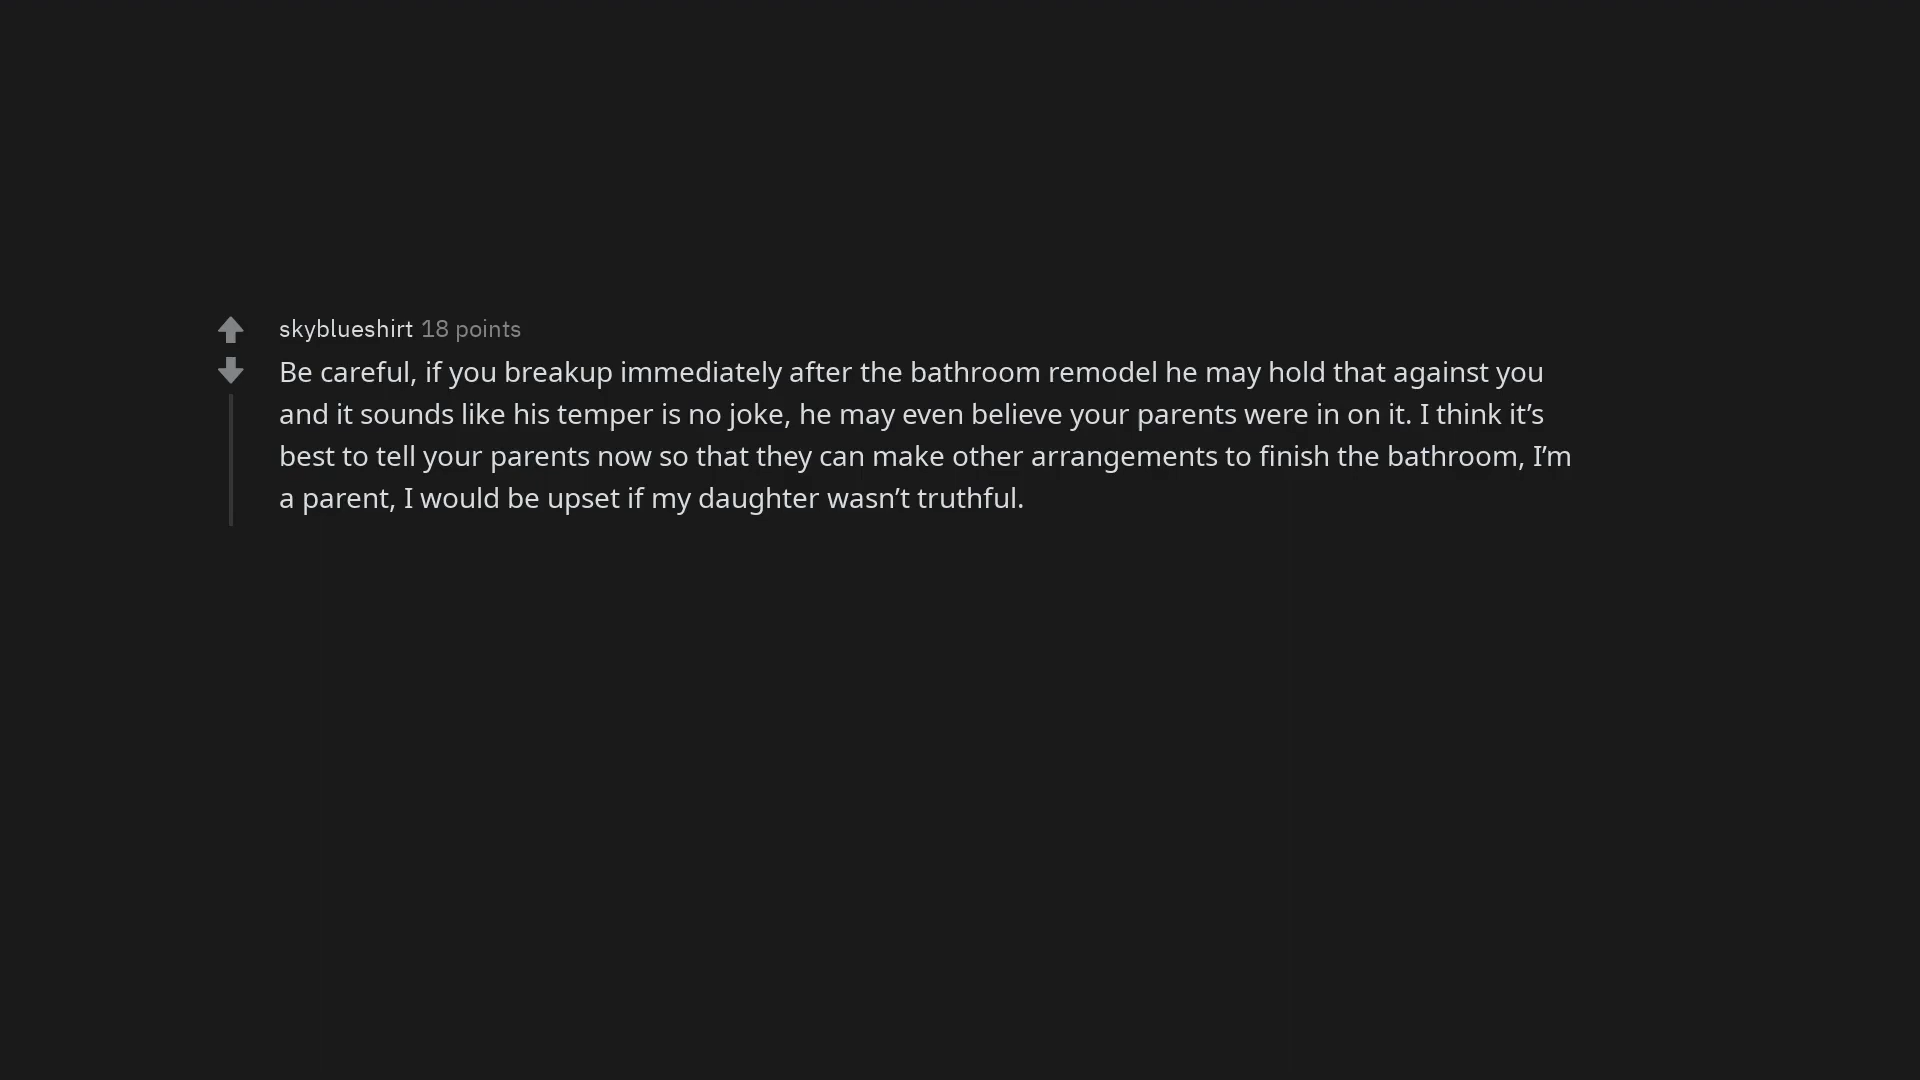 skyblueshirt 18 points
Be careful, if you breakup immediately after the bathroom remodel he may hold that against you
and it sounds like his temper is no joke, he may even believe your parents were in on it. I think it’s
best to tell your parents now so that they can make other arrangements to finish the bathroom, I’m
a parent, I would be upset if my daughter wasn’t truthful.